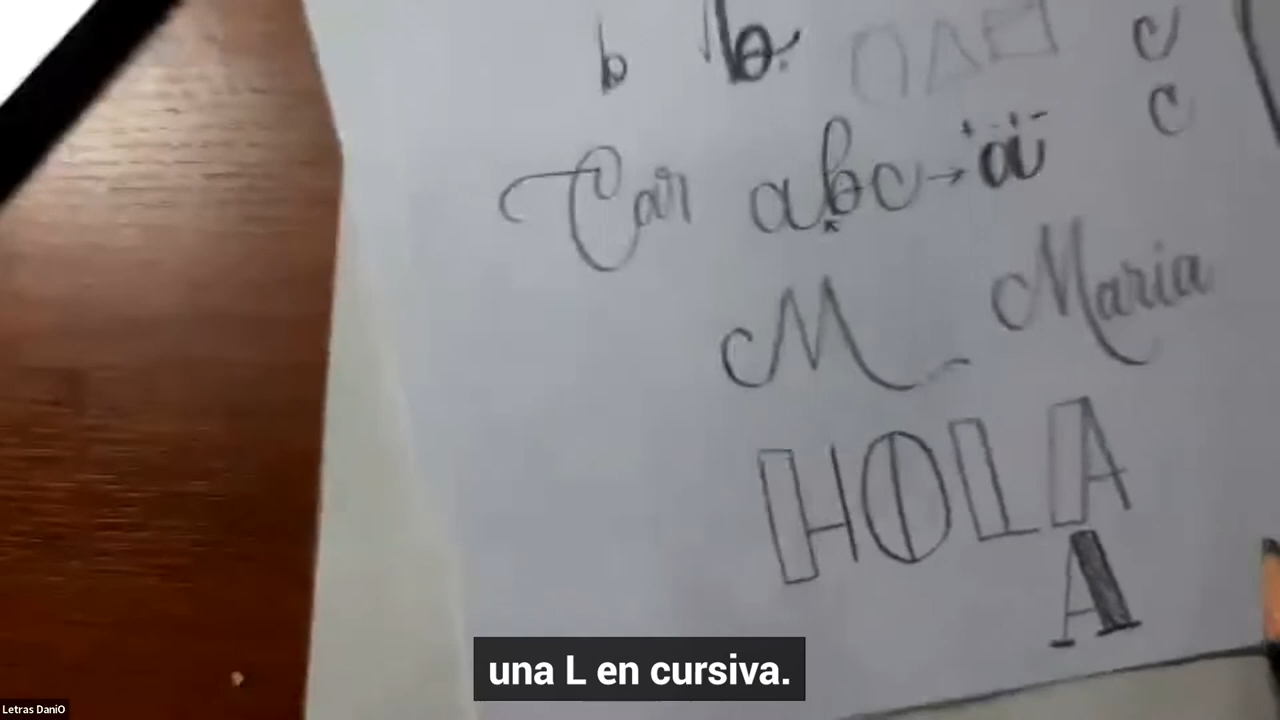 b b c
c
Car abc → a
M Maria
HOLA
A
una L en cursiva.
Letras DaniO